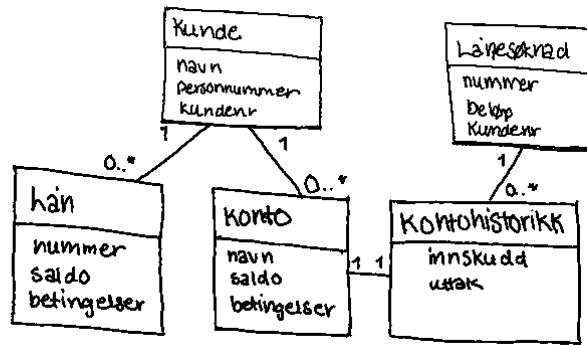 Kunde
navn
personnummer
kundenr
Lånesøknad
nummer
Beløp
Kundenr
1
1
1
0..*
0..*
0..*
Lån
nummer
saldo
betingelser
Konto
navn
saldo
betingelser
1 1
Kontohistorikk
innskudd
uttak